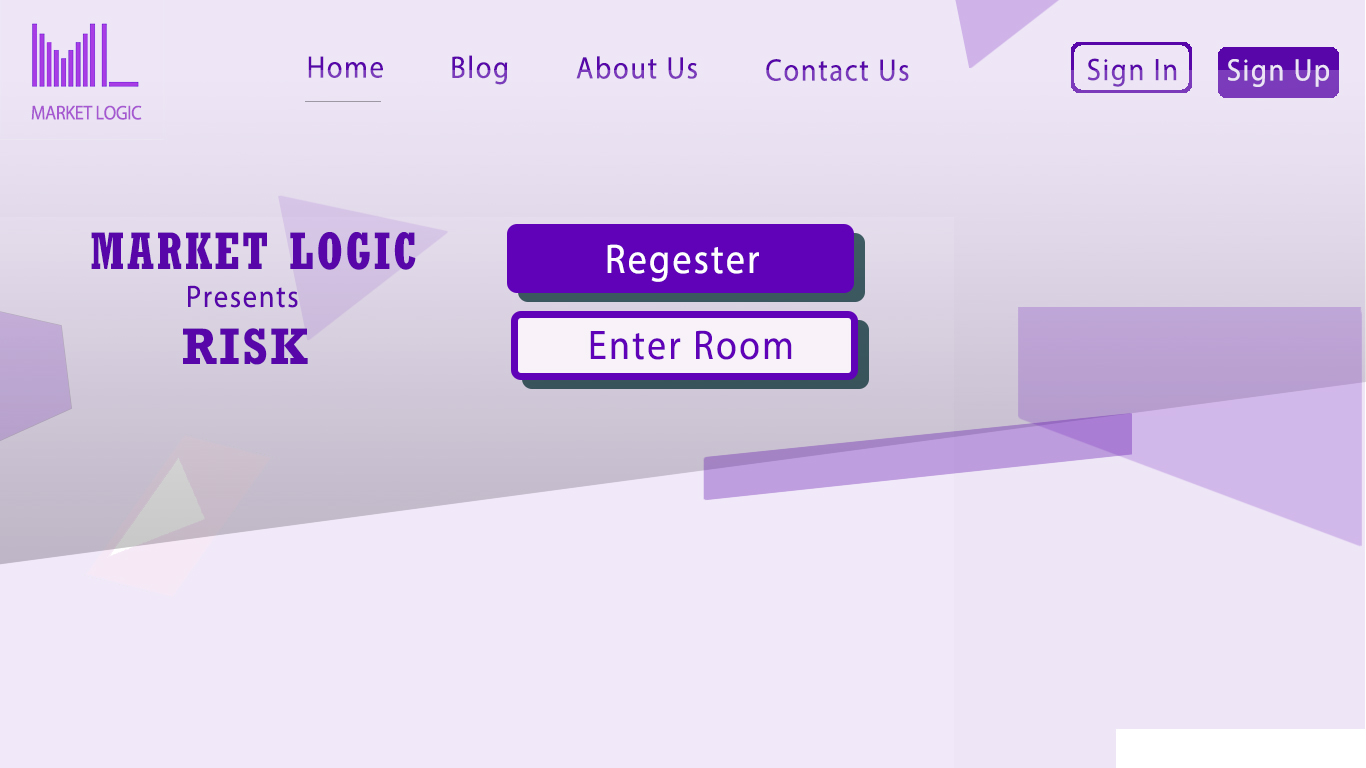 MARKET LOGIC
Home
Blog
About Us
Contact Us
Sign In
Sign Up
MARKET LOGIC
Presents
RISK
Regester
Enter Room